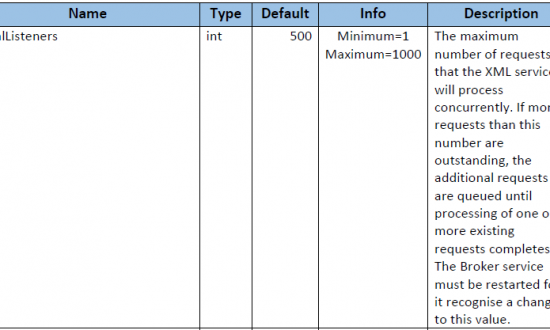 Name Type Default Info Description
alListeners int 500 Minimum=1 The maximum
Maximum=1000 number of requests
that the XML service
will process
concurrently. If mor
requests than this
number are
outstanding, the
additional requests
are queued until
processing of one o
more existing
requests completes
The Broker service
must be restarted fo
it recognise a chang
to this value.